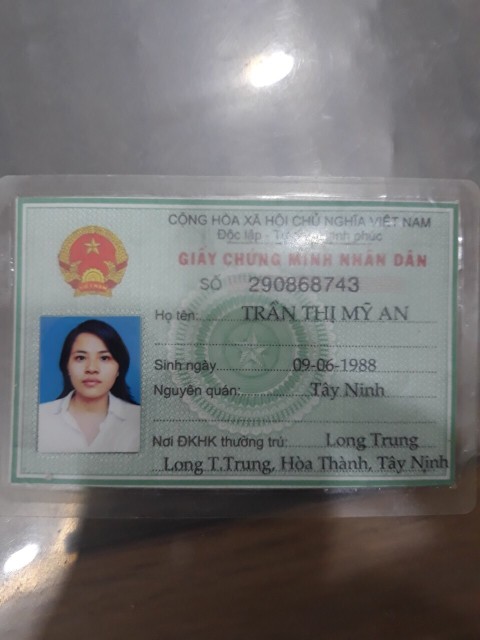 CỘNG HÒA XÃ HỘI CHỦ NGHĨA VIỆT NAM
Độc lập - phúc
GIẤY CHỨNG MINH NHÂN DÂN
SỐ 290868743
Họ tên: TRẦN THỊ MỸ AN
Sinh ngày 09-06-1988
Nguyên quán: Tây Ninh
Nơi ĐKHK thường trú: Long Trung
Long T.Trung, Hòa Thành, Tây Ninh